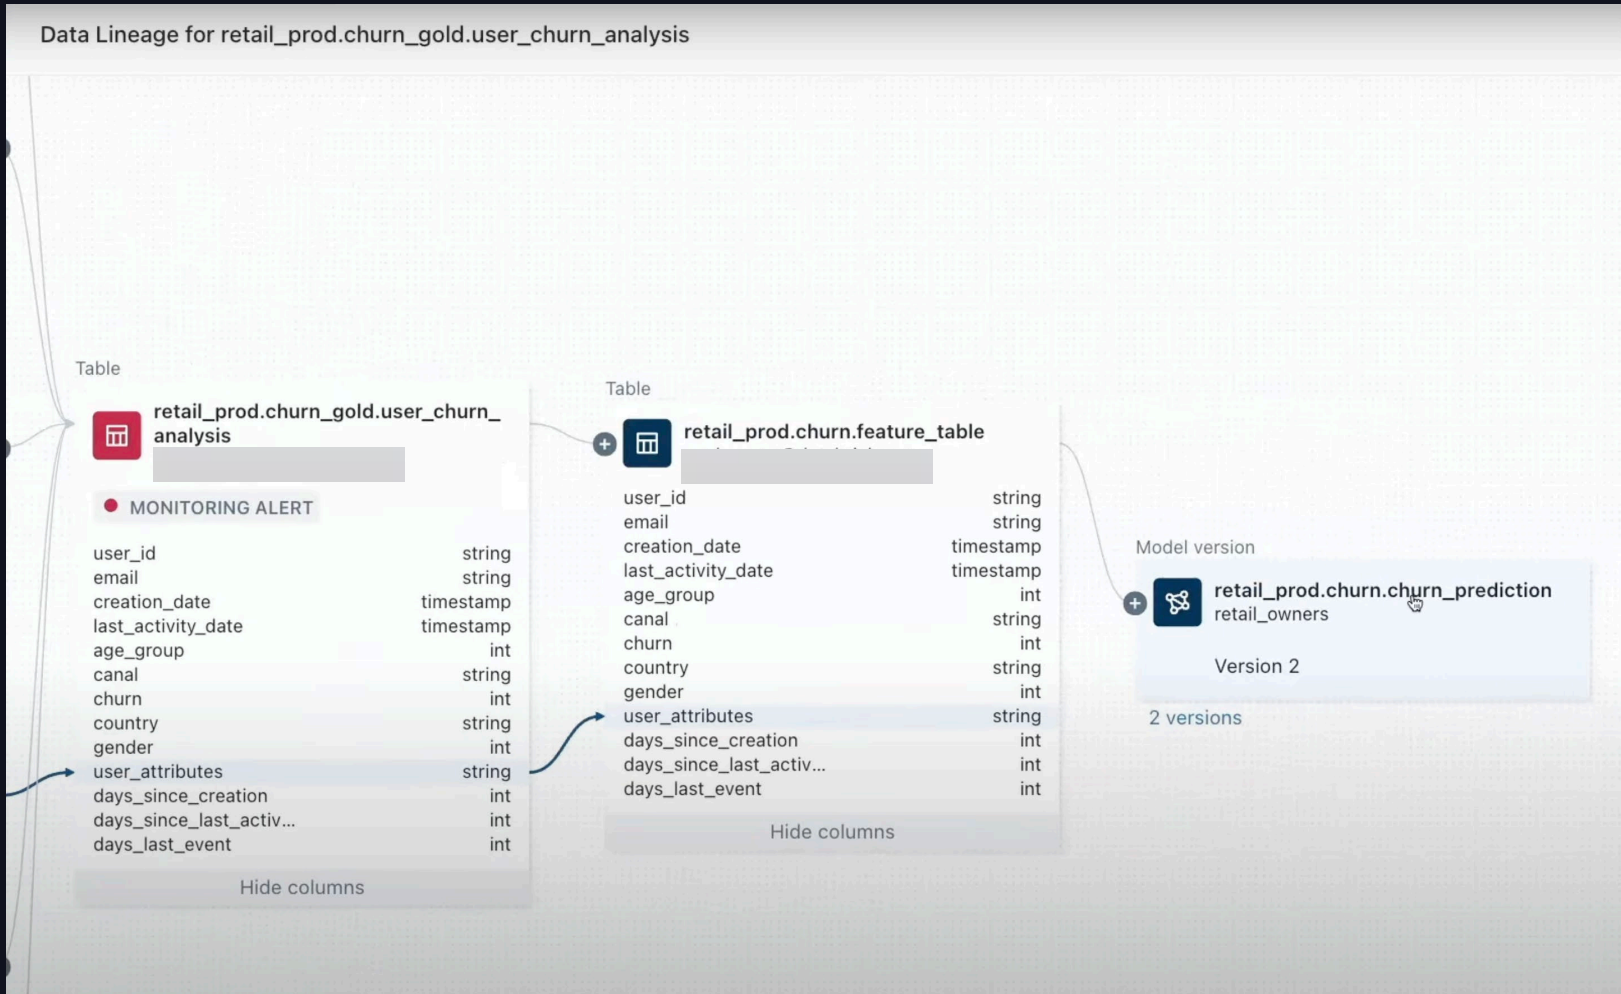 Data Lineage for retail_prod.churn_gold.user_churn_analysis
Table
retail_prod.churn_gold.user_churn_
analysis
MONITORING ALERT
user_id string
email string
creation_date timestamp
last_activity_date timestamp
age_group int
canal string
churn int
country string
gender int
user_attributes string
days_since_creation int
days_since_last_activ... int
days_last_event int
Hide columns
Table
retail_prod.churn.feature_table
user_id string
email string
creation_date timestamp
last_activity_date timestamp
age_group int
canal string
churn int
country string
gender int
user_attributes string
days_since_creation int
days_since_last_activ... int
days_last_event int
Hide columns
Model version
retail_prod.churn.churn_prediction
retail_owners
Version 2
2 versions